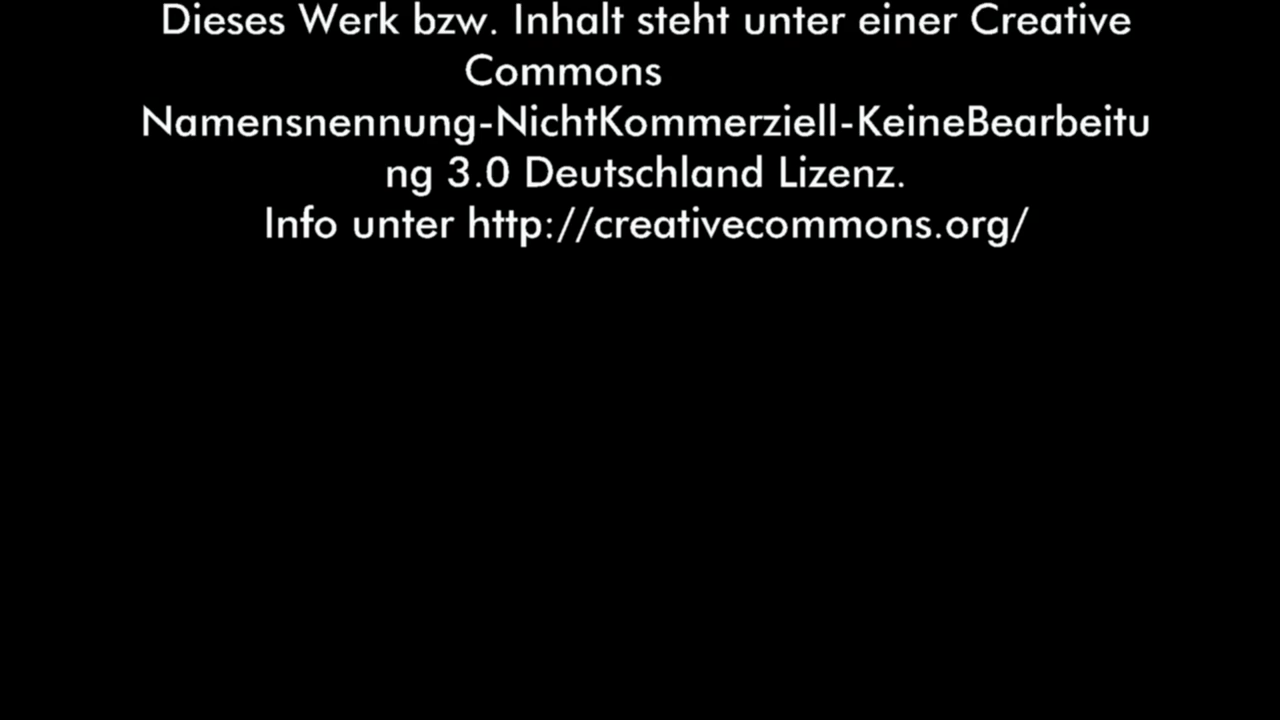 Dieses Werk bzw. Inhalt steht unter einer Creative
Commons
Namensnennung-NichtKommerziell-KeineBearbeitu
ng 3.0 Deutschland Lizenz.
Info unter http://creativecommons.org/